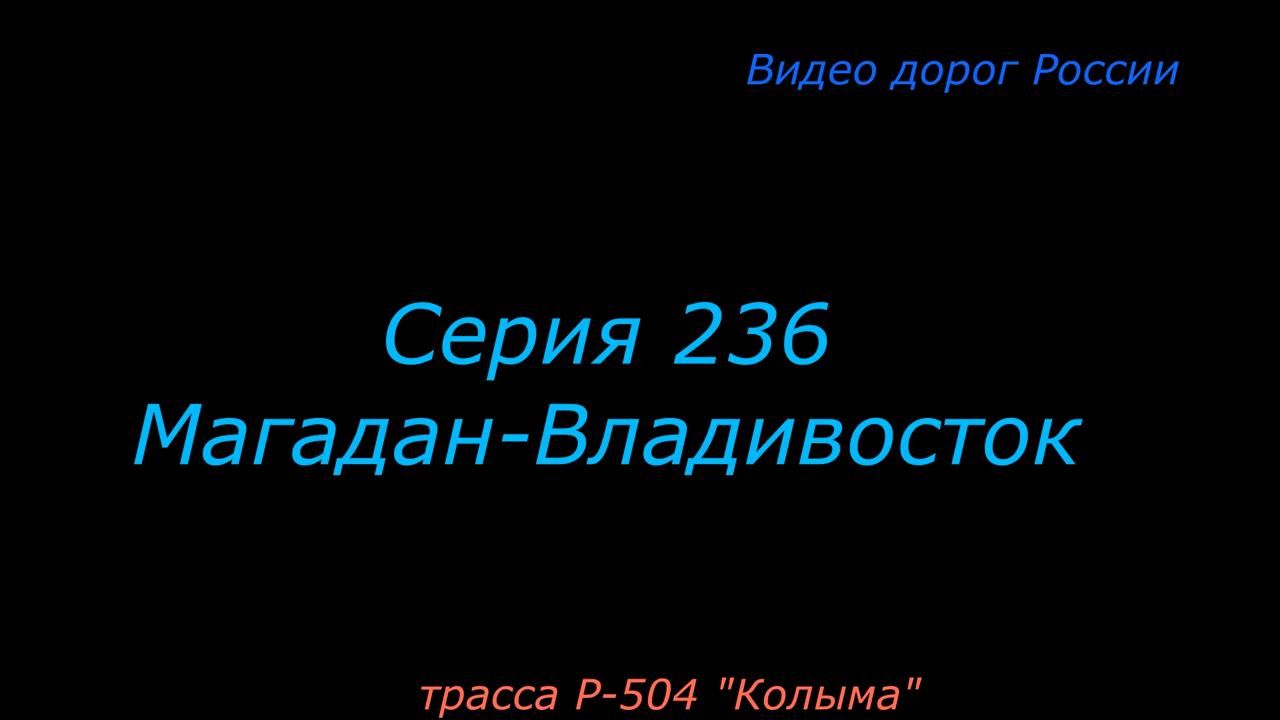 Видео дорог России
Серия 236
Магадан-Владивосток
трасса Р-504 "Колыма"